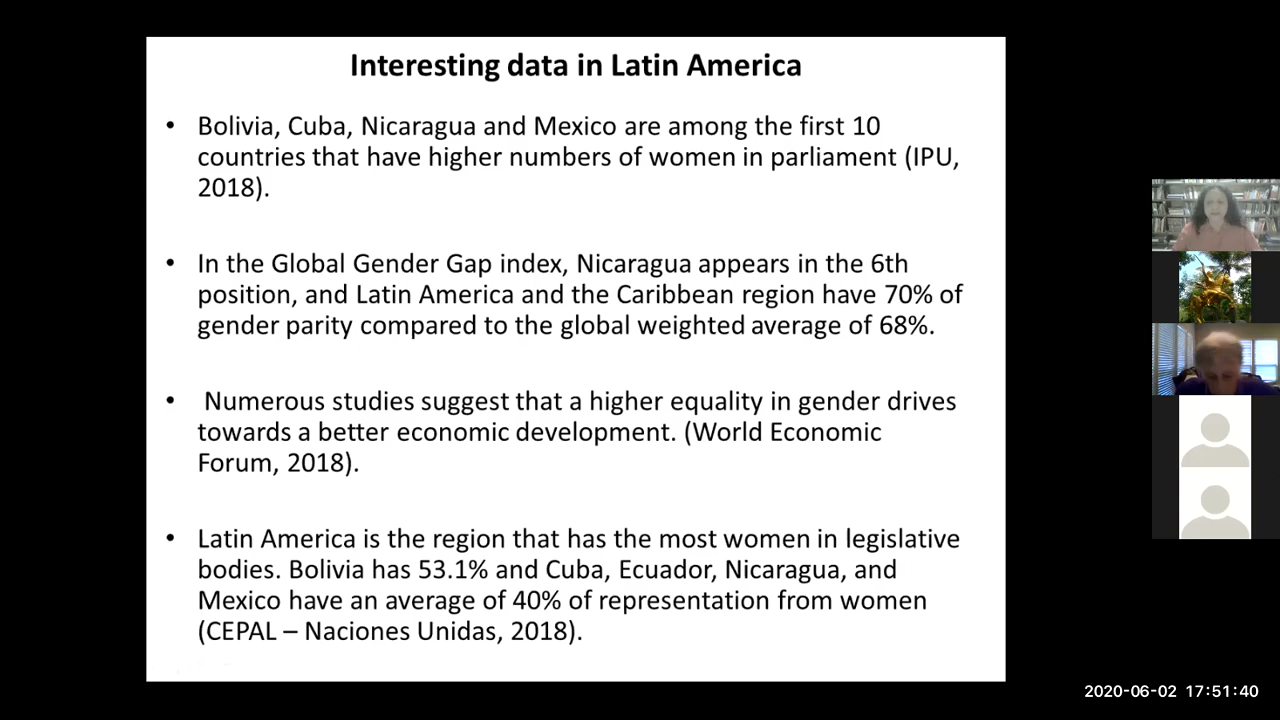 Interesting data in Latin America
• Bolivia, Cuba, Nicaragua and Mexico are among the first 10
countries that have higher numbers of women in parliament (IPU,
2018).
• In the Global Gender Gap index, Nicaragua appears in the 6th
position, and Latin America and the Caribbean region have 70% of
gender parity compared to the global weighted average of 68%.
• Numerous studies suggest that a higher equality in gender drives
towards a better economic development. (World Economic
Forum, 2018).
• Latin America is the region that has the most women in legislative
bodies. Bolivia has 53.1% and Cuba, Ecuador, Nicaragua, and
Mexico have an average of 40% of representation from women
(CEPAL – Naciones Unidas, 2018).
2020-06-02 17:51:40